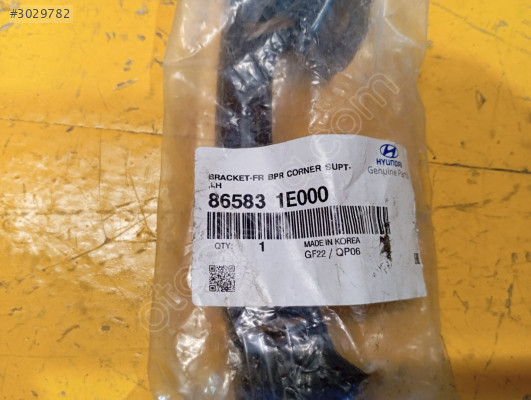 #3029782
HYUNDAI
Genuine Parts
BRACKET-FR BPR CORNER SUPT-
,LH
86583 1E000
QTY: 1
MADE IN KOREA
GF22 / QP06